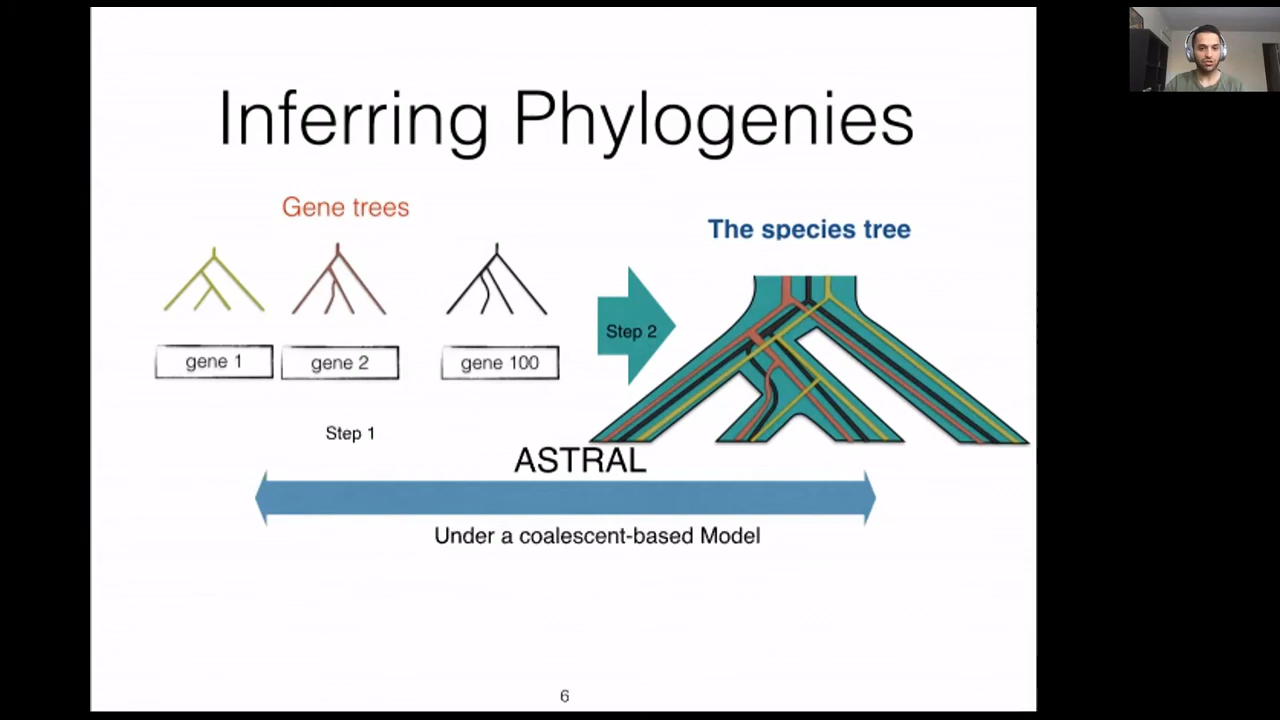 Inferring Phylogenies
Gene trees
The species tree
Step 2
gene 1
gene 2
gene 100
Step 1
ASTRAL
Under a coalescent-based Model
6